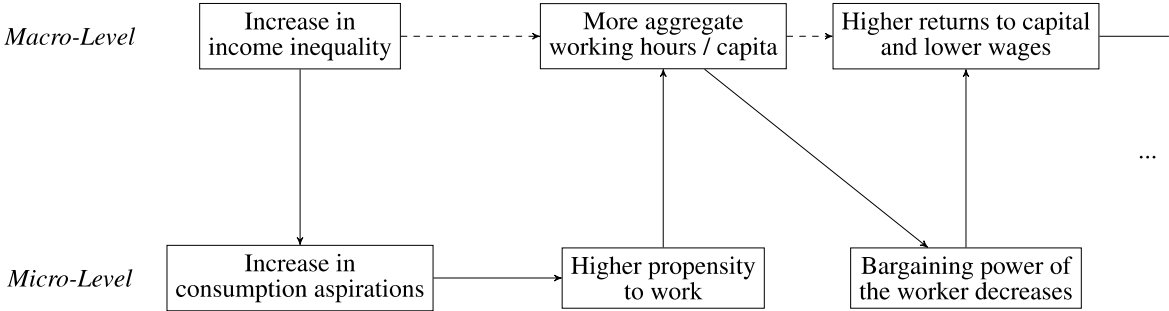 Macro-Level
Increase in
income inequality
More aggregate
working hours / capita
Higher returns to capital
and lower wages
...
Micro-Level
Increase in
consumption aspirations
Higher propensity
to work
Bargaining power of
the worker decreases